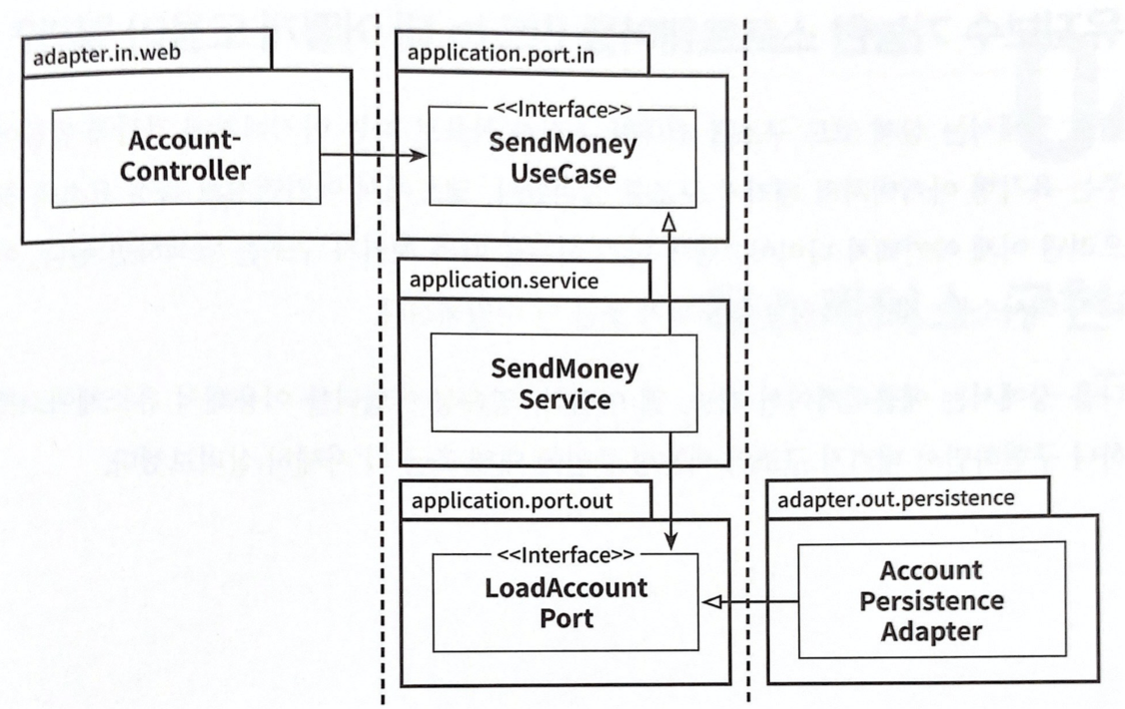 adapter.in.web
Account-
Controller
application.port.in
<<Interface>>
SendMoney
UseCase
application.service
SendMoney
Service
application.port.out
<<Interface>>
LoadAccount
Port
adapter.out.persistence
Account
Persistence
Adapter